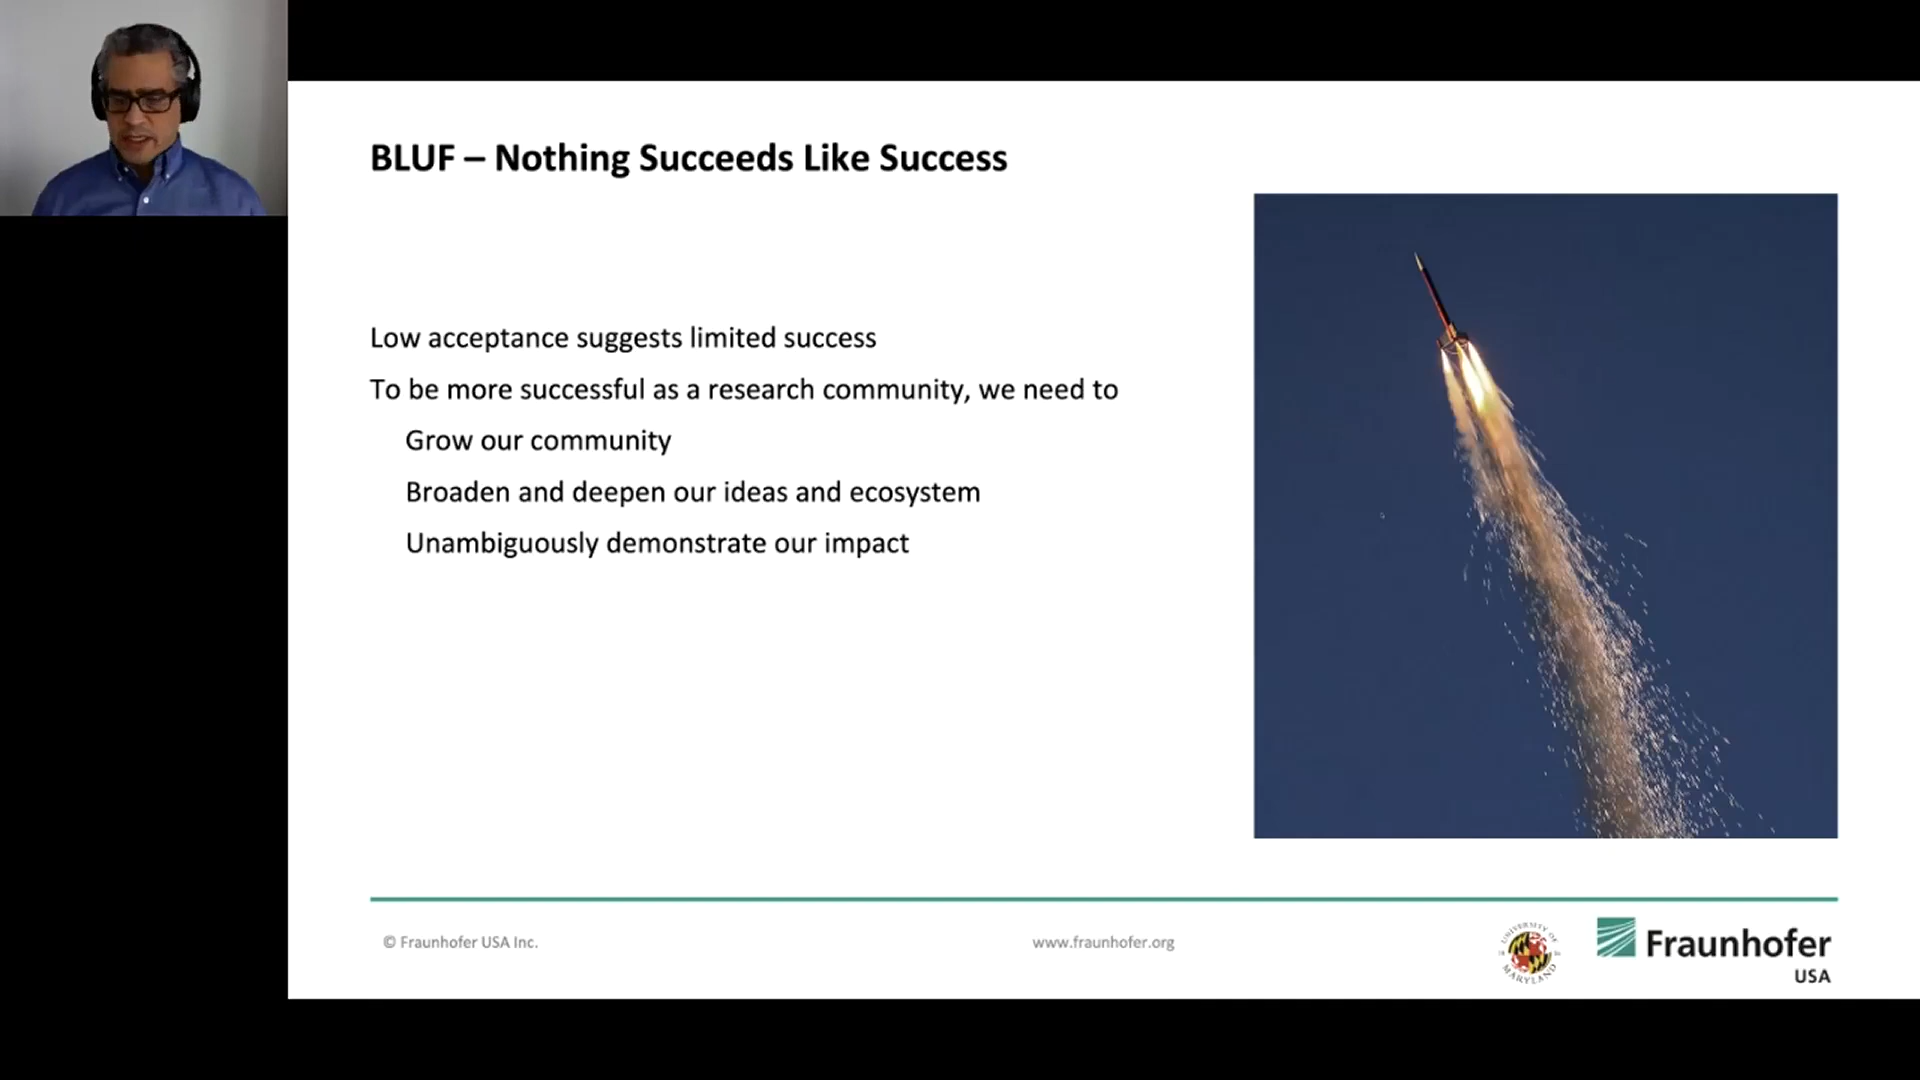 BLUF – Nothing Succeeds Like Success
Low acceptance suggests limited success
To be more successful as a research community, we need to
Grow our community
Broaden and deepen our ideas and ecosystem
Unambiguously demonstrate our impact
© Fraunhofer USA Inc.
www.fraunhofer.org
UNIVERSITY OF
MARYLAND
Fraunhofer
USA